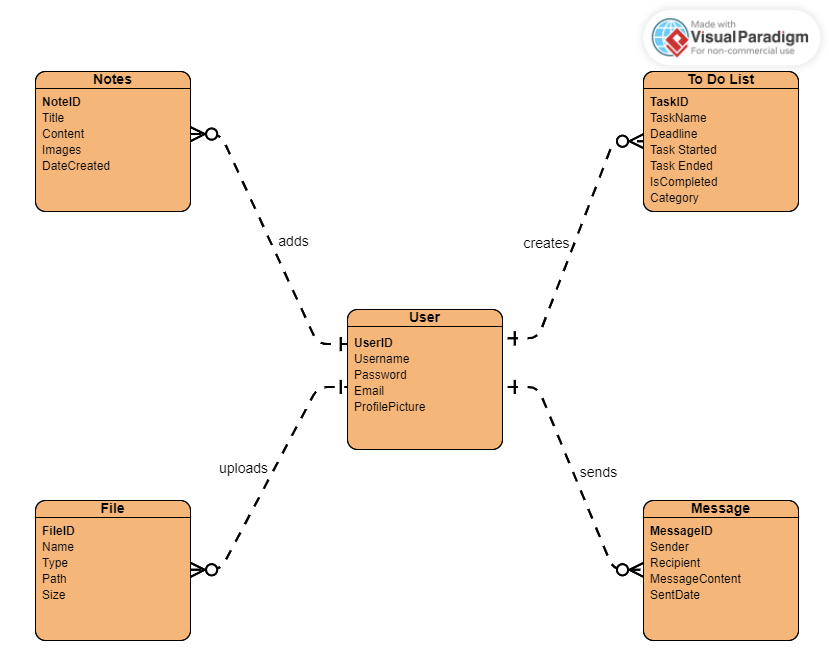 Made with
Visual Paradigm
For non-commercial use
Notes
NoteID
Title
Content
Images
DateCreated
To Do List
TaskID
TaskName
Deadline
Task Started
Task Ended
IsCompleted
Category
adds
creates
User
UserID
Username
Password
Email
ProfilePicture
uploads
sends
File
FileID
Name
Type
Path
Size
Message
MessageID
Sender
Recipient
MessageContent
SentDate